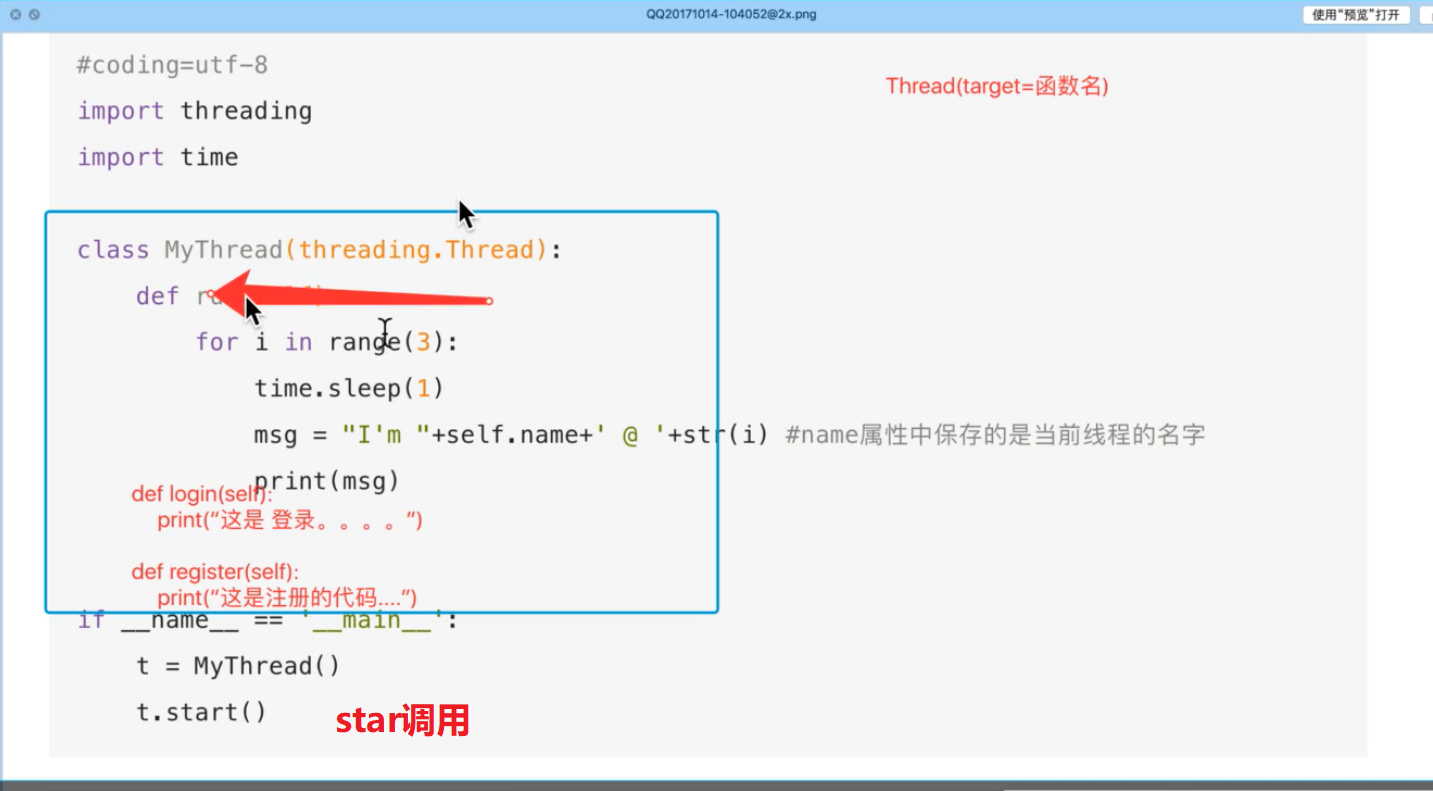 QQ20171014-104052@2x.png
使用“预览”打开
#coding=utf-8
Thread(target=函数名)
import threading
import time
class MyThread(threading.Thread):
def
for i in range(3):
time.sleep(1)
msg = "I'm "+self.name+' @ '+str(i) #name属性中保存的是当前线程的名字
print(msg)
def login(self):
print(“这是 登录。。。。”)
def register(self):
print(“这是注册的代码....”)
if __name__ == '__main__':
t = MyThread()
t.start()
star调用